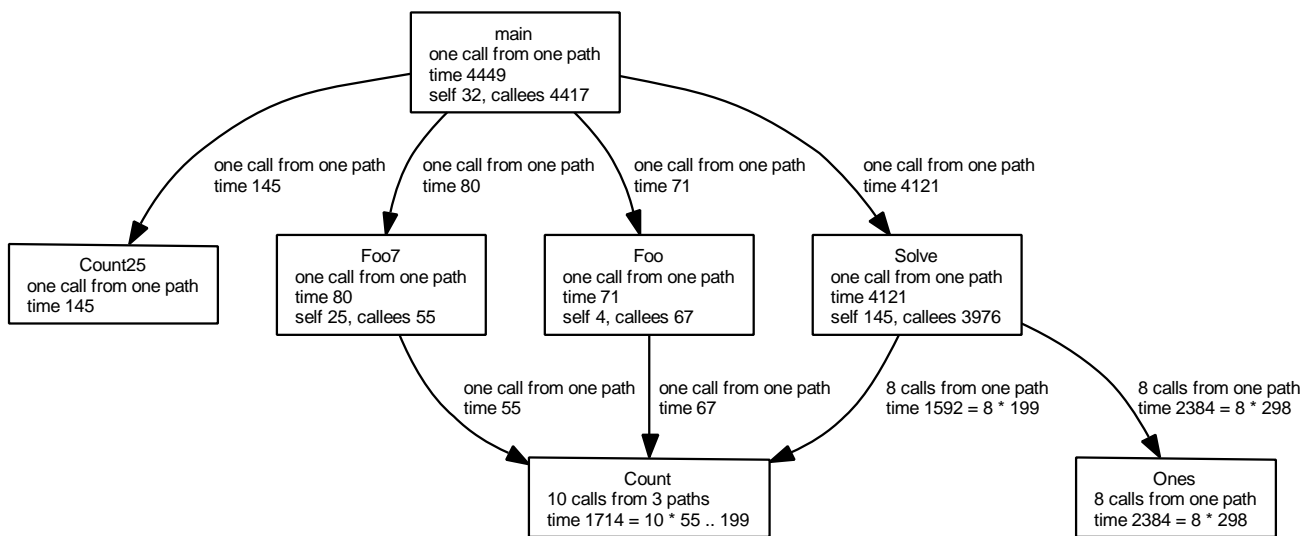 main
one call from one path
time 4449
self 32, callees 4417
one call from one path
time 145
one call from one path
time 80
one call from one path
time 71
one call from one path
time 4121
Count25
one call from one path
time 145
Foo7
one call from one path
time 80
self 25, callees 55
Foo
one call from one path
time 71
self 4, callees 67
Solve
one call from one path
time 4121
self 145, callees 3976
one call from one path
time 55
one call from one path
time 67
8 calls from one path
time 1592 = 8 * 199
8 calls from one path
time 2384 = 8 * 298
Count
10 calls from 3 paths
time 1714 = 10 * 55 .. 199
Ones
8 calls from one path
time 2384 = 8 * 298